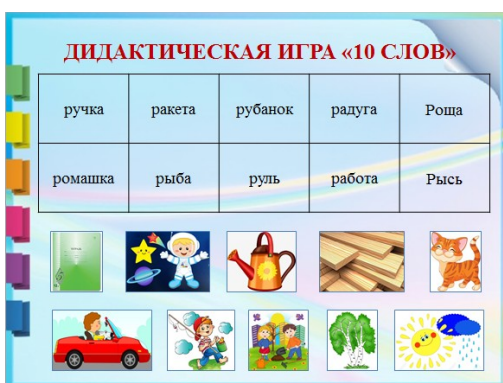 ДИДАКТИЧЕСКАЯ ИГРА «10 СЛОВ»
ручка ракета рубанок радуга Роща
ромашка рыба руль работа Рысь